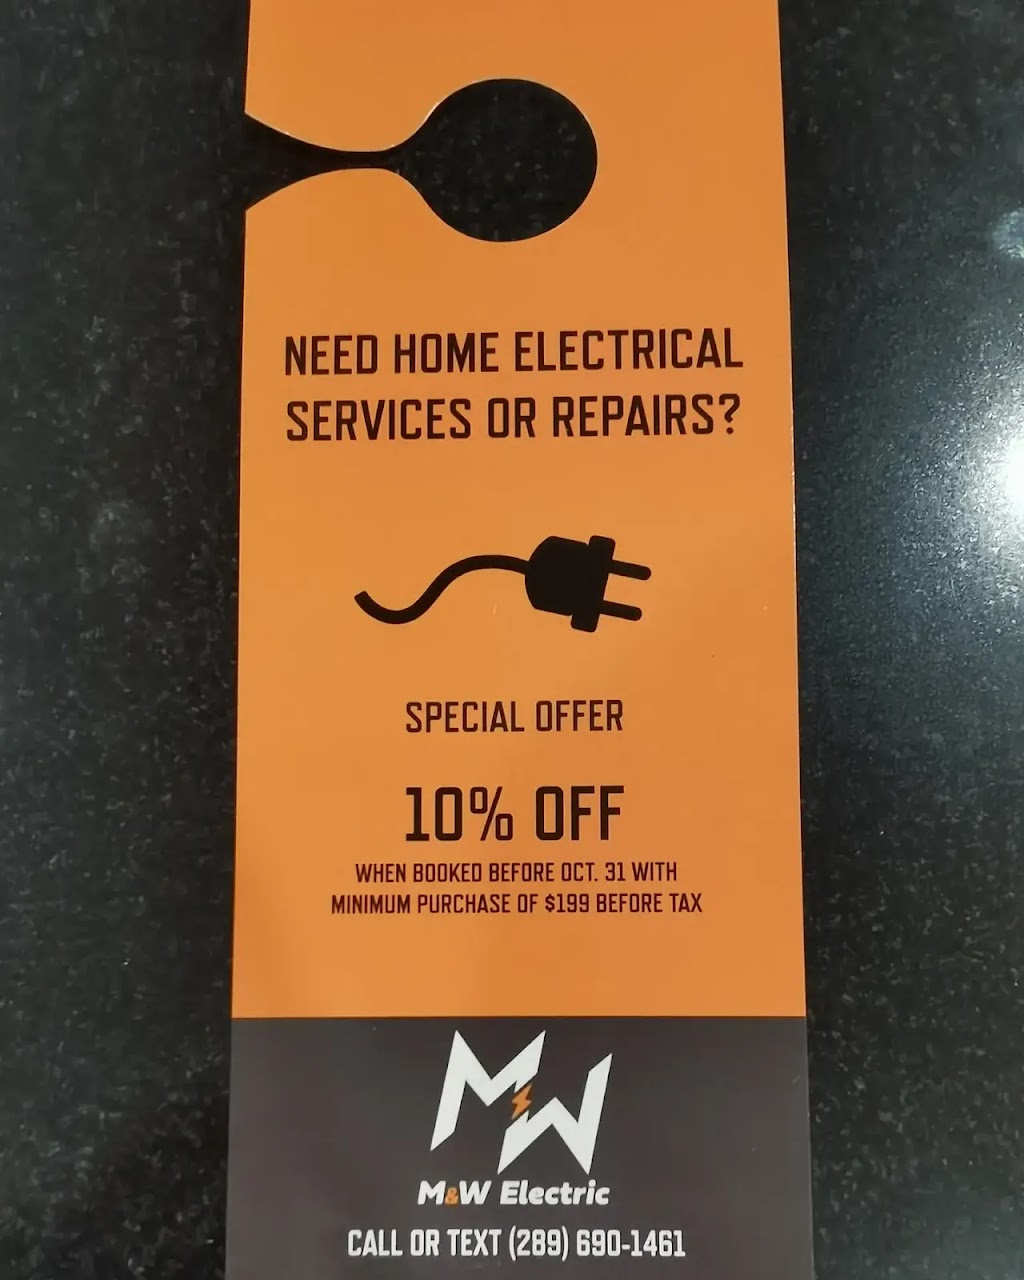 NEED HOME ELECTRICAL
SERVICES OR REPAIRS?
SPECIAL OFFER
10% OFF
WHEN BOOKED BEFORE OCT. 31 WITH
MINIMUM PURCHASE OF $199 BEFORE TAX
M W
M&W Electric
CALL OR TEXT (289) 690-1461